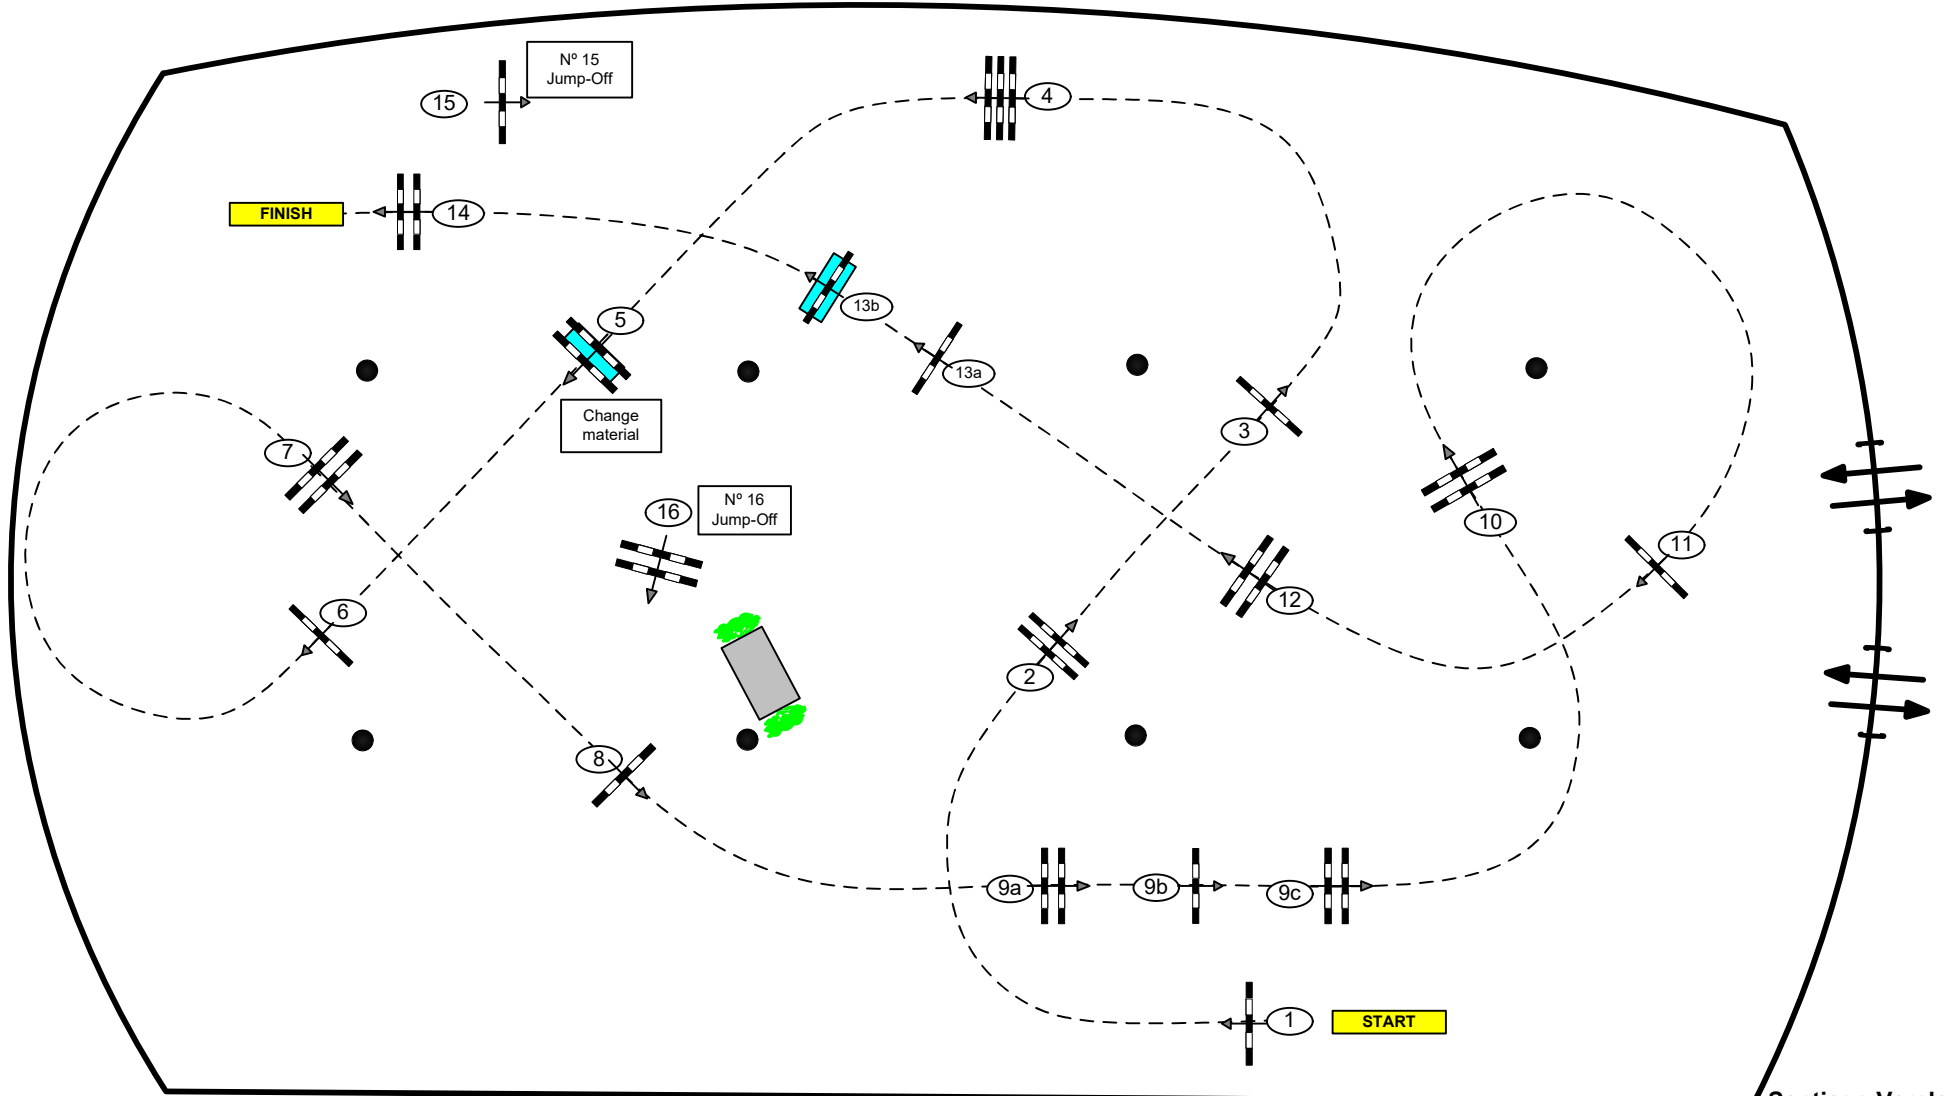 Nº 15
Jump-Off
15
4
FINISH
14
13b
5
13a
Change
material
3
7
Nº 16
Jump-Off
16
10
11
12
6
2
8
9a
9b
9c
1
START